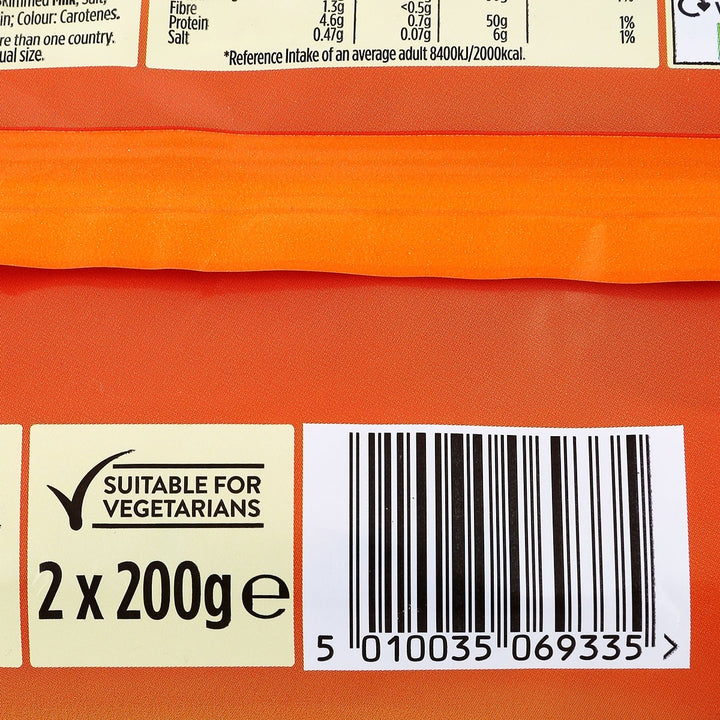 Skimmed Milk, Salt,
in; Colour: Carotenes.
re than one country.
ual size.
Fibre 1.3g <0.5g
Protein 4.6g 0.7g 50g 1%
Salt 0.47g 0.07g 6g 1%
*Reference Intake of an average adult 8400kJ/2000kcal.
SUITABLE FOR
VEGETARIANS
2 x 200g℮
5 010035 069335 >